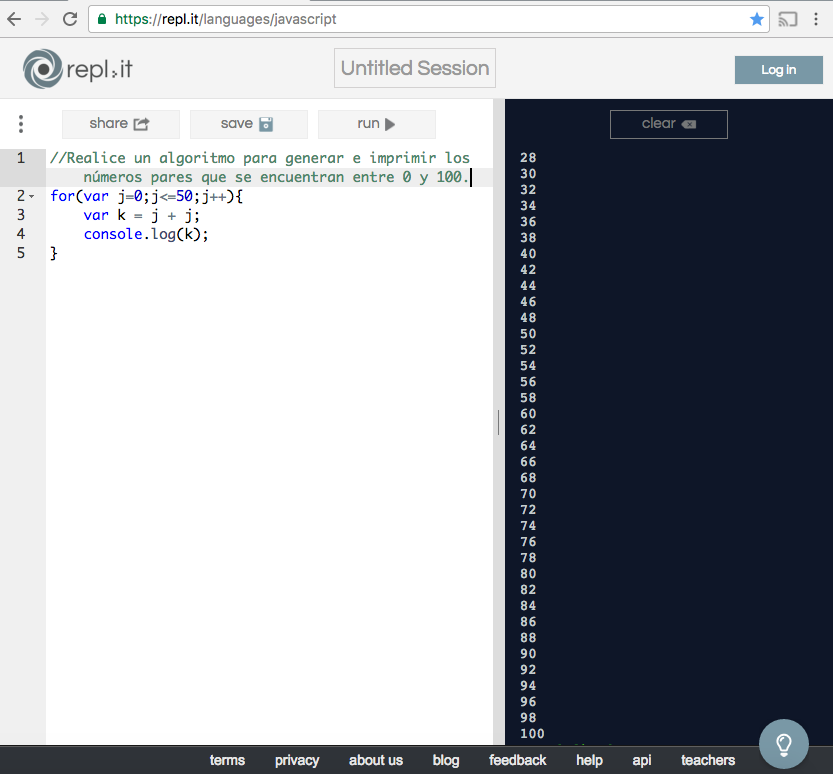 https://repl.it/languages/javascript
repl.it
Untitled Session
Log in
share
save
run
clear
1 //Realice un algoritmo para generar e imprimir los
números pares que se encuentran entre 0 y 100.
2 for(var j=0;j<=50;j++){
3 var k = j + j;
4 console.log(k);
5 }
28
30
32
34
36
38
40
42
44
46
48
50
52
54
56
58
60
62
64
66
68
70
72
74
76
78
80
82
84
86
88
90
92
94
96
98
100
terms privacy about us blog feedback help api teachers